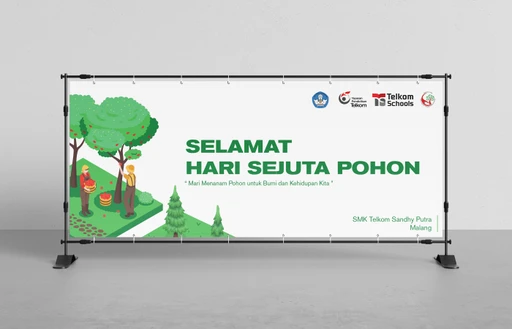 Telkom
Telkom
Schools
SELAMAT
HARI SEJUTA POHON
" Mari Menanam Pohon untuk Bumi dan Kehidupan Kita "
SMK Telkom Sandhy Putra
Malang